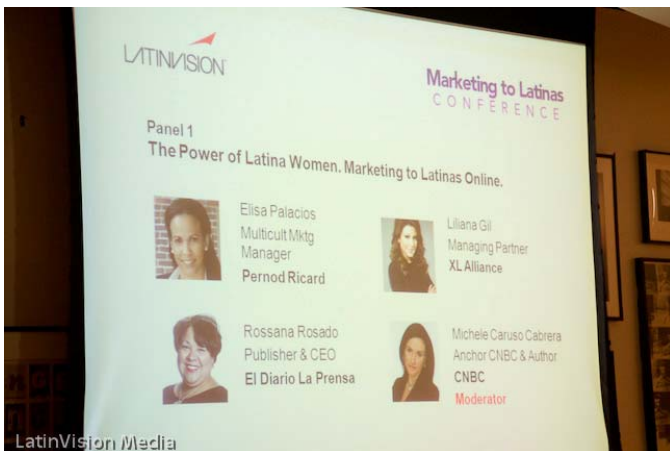 LATINVISION
Marketing to Latinas
CONFERENCE
Panel 1
The Power of Latina Women. Marketing to Latinas Online.
Elisa Palacios
Multicult Mktg
Manager
Pernod Ricard
Liliana Gil
Managing Partner
XL Alliance
Rossana Rosado
Publisher & CEO
El Diario La Prensa
Michele Caruso Cabrera
Anchor CNBC & Author
CNBC
Moderator
LatinVision Media